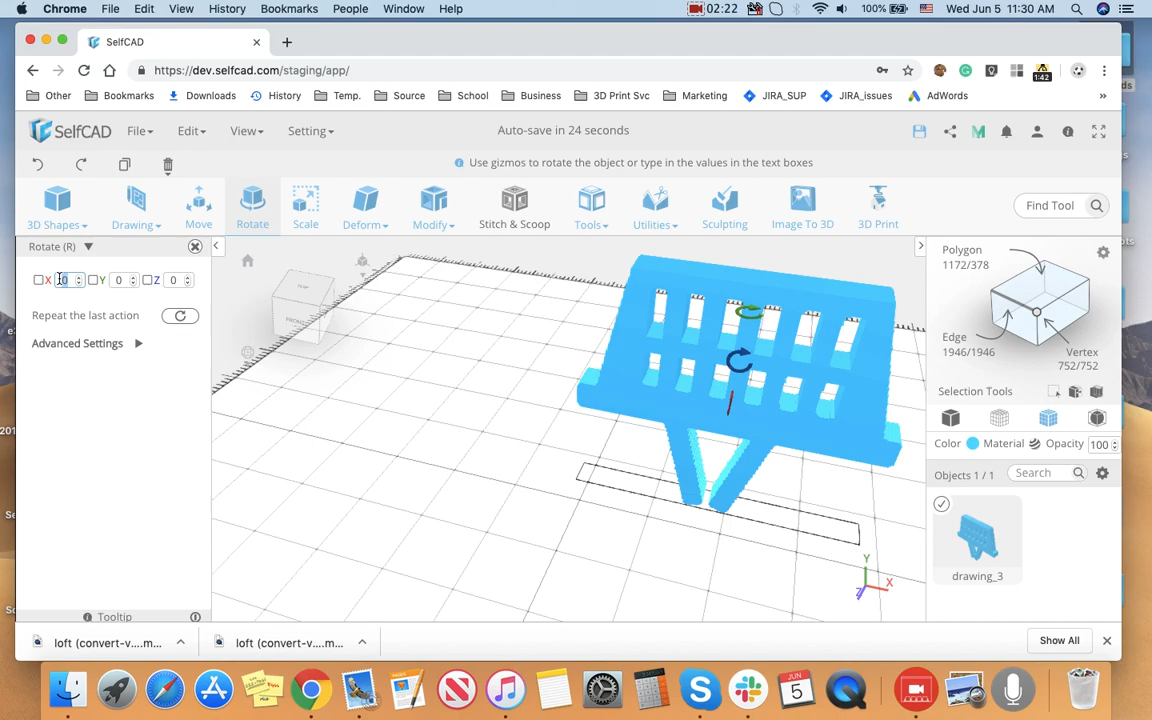 Chrome File Edit View History Bookmarks People Window Help 02:22 100% Wed Jun 5 11:30 AM
SelfCAD
https://dev.selfcad.com/staging/app/
1:42
Other Bookmarks Downloads History Temp. Source School Business 3D Print Svc Marketing JIRA_SUP JIRA_issues AdWords »
SelfCAD File Edit View Setting Auto-save in 24 seconds
Use gizmos to rotate the object or type in the values in the text boxes
3D Shapes Drawing Move Rotate Scale Deform Modify Stitch & Scoop Tools Utilities Sculpting Image To 3D 3D Print Find Tool
Rotate (R)
X 0 Y 0 Z 0
Repeat the last action
Advanced Settings
Tooltip
Polygon
1172/378
Edge
1946/1946
Vertex
752/752
Selection Tools
Color Material Opacity 100
Objects 1 / 1 Search
drawing_3
Y
X
Z
loft (convert-v....m... loft (convert-v....m... Show All
JUN
5